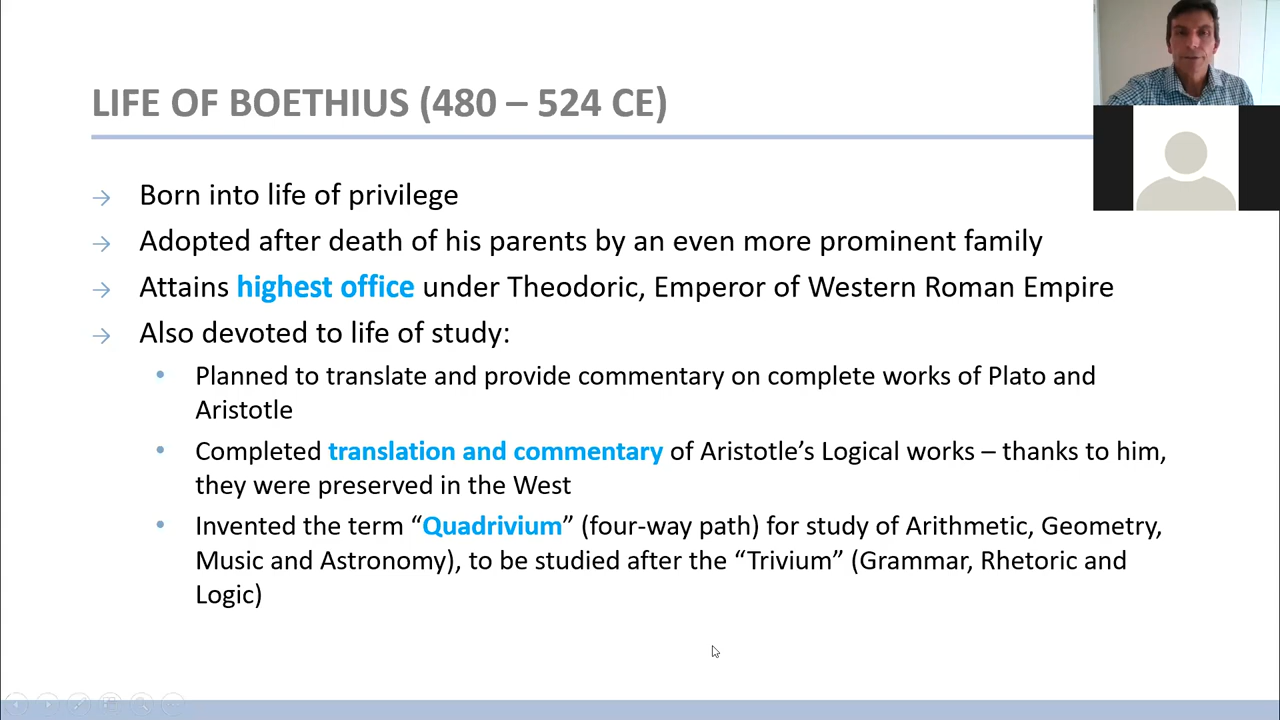 LIFE OF BOETHIUS (480 – 524 CE)
Born into life of privilege
Adopted after death of his parents by an even more prominent family
Attains highest office under Theodoric, Emperor of Western Roman Empire
Also devoted to life of study:
Planned to translate and provide commentary on complete works of Plato and
Aristotle
Completed translation and commentary of Aristotle’s Logical works – thanks to him,
they were preserved in the West
Invented the term “Quadrivium” (four-way path) for study of Arithmetic, Geometry,
Music and Astronomy), to be studied after the “Trivium” (Grammar, Rhetoric and
Logic)